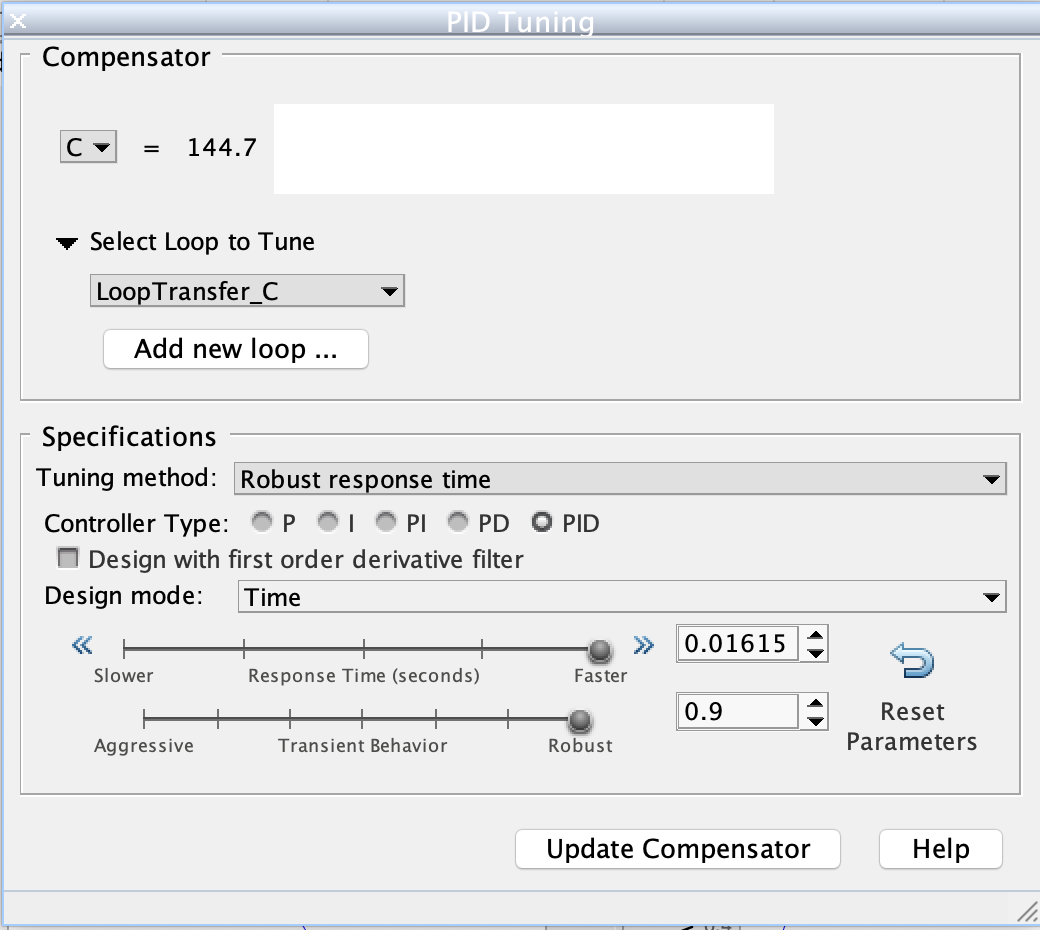 PID Tuning
Compensator
C = 144.7
Select Loop to Tune
LoopTransfer_C
Add new loop ...
Specifications
Tuning method: Robust response time
Controller Type: P I PI PD PID
Design with first order derivative filter
Design mode: Time
0.01615
Slower Response Time (seconds) Faster
0.9
Aggressive Transient Behavior Robust
Reset
Parameters
Update Compensator Help